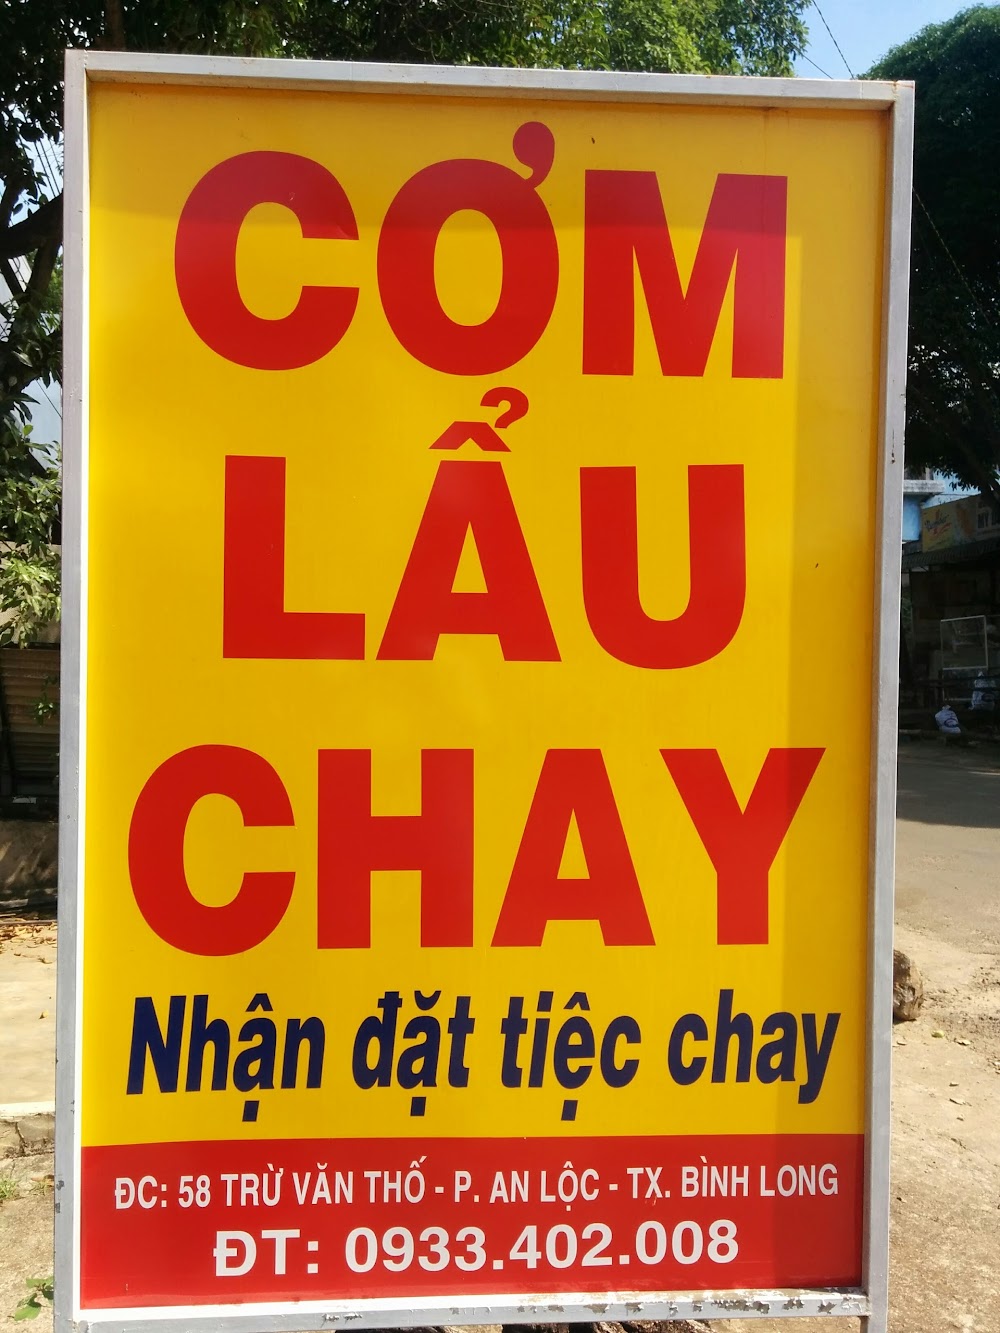 CƠM
LẨU
CHAY
Nhận đặt tiệc chay
ĐC: 58 TRỪ VĂN THỐ - P. AN LỘC - TX. BÌNH LONG
ĐT: 0933.402.008